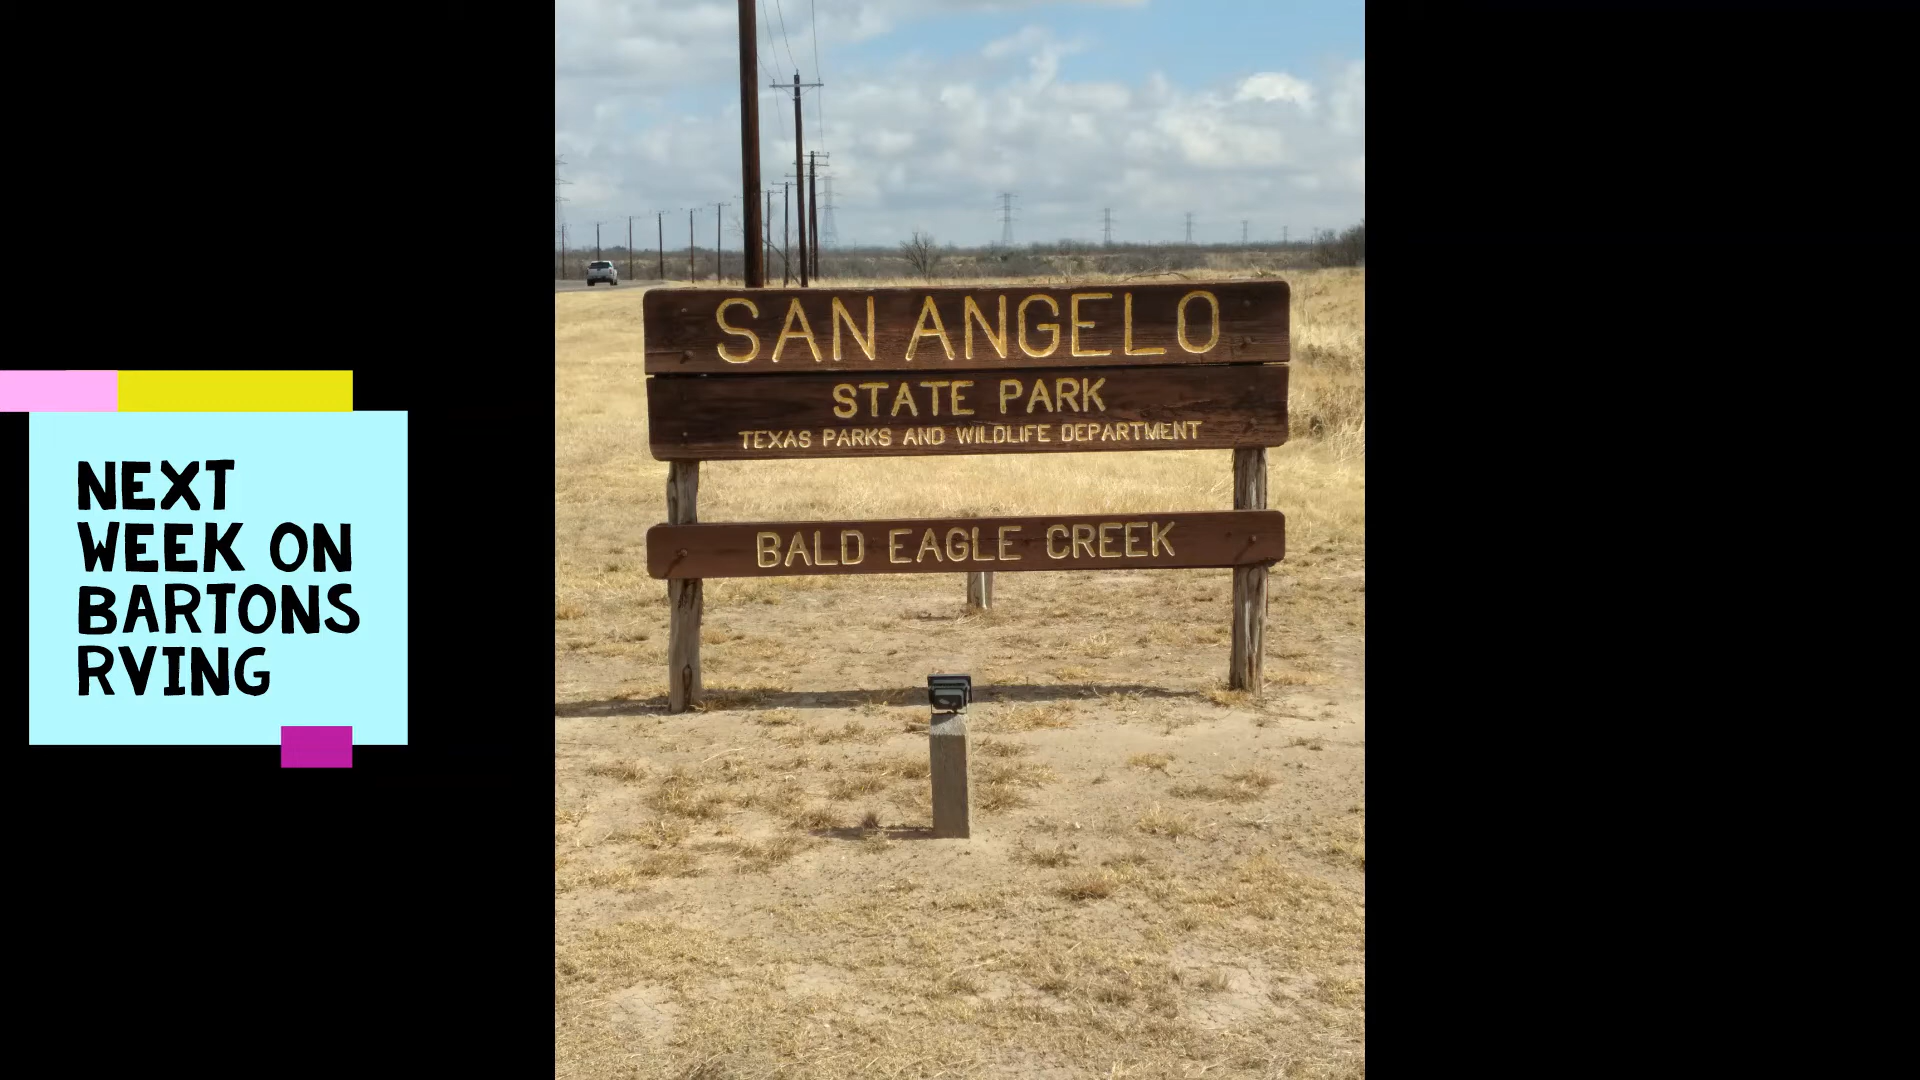 NEXT
WEEK ON
BARTONS
RVING
SAN ANGELO
STATE PARK
TEXAS PARKS AND WILDLIFE DEPARTMENT
BALD EAGLE CREEK